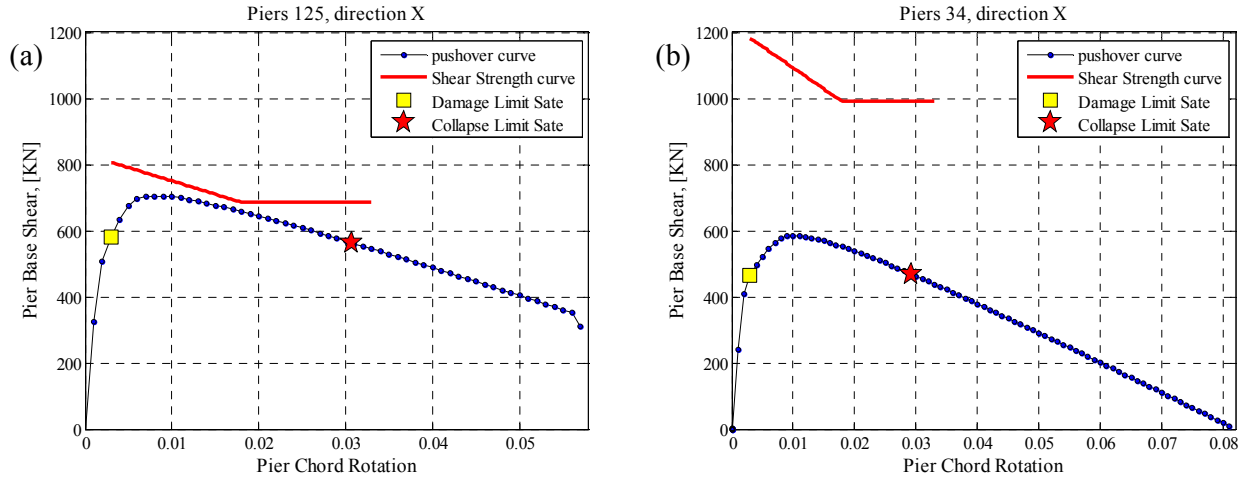 Piers 125, direction X
(a)
1200
1000
800
600
400
200
0
Pier Base Shear, [KN]
pushover curve
Shear Strength curve
Damage Limit Sate
Collapse Limit Sate
0 0.01 0.02 0.03 0.04 0.05
Pier Chord Rotation
Piers 34, direction X
(b)
1200
1000
800
600
400
200
0
Pier Base Shear, [KN]
pushover curve
Shear Strength curve
Damage Limit Sate
Collapse Limit Sate
0 0.01 0.02 0.03 0.04 0.05 0.06 0.07 0.08
Pier Chord Rotation